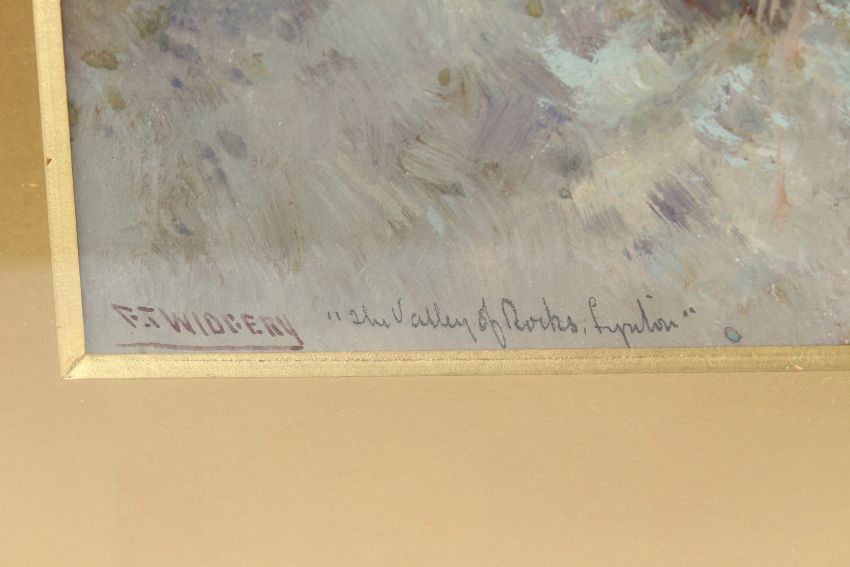 F.J WIDGERY "The Valley of Rocks, Lynton"